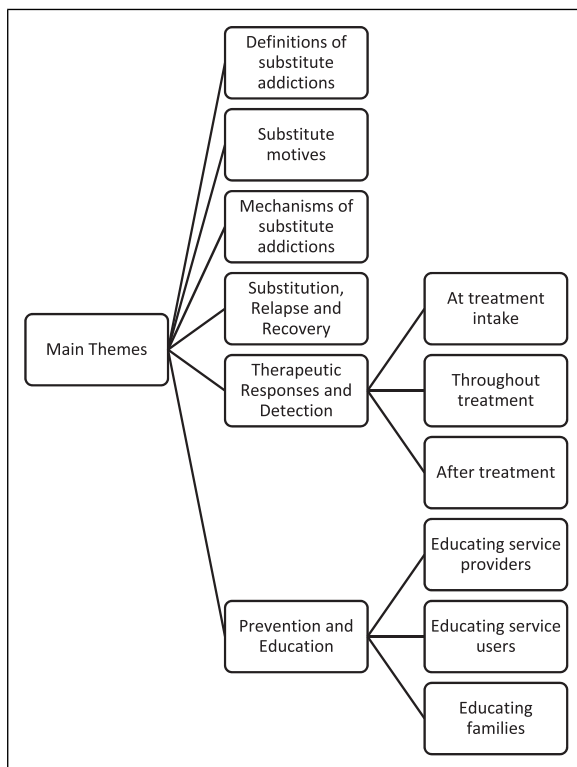 Main Themes
Definitions of
substitute
addictions
Substitute
motives
Mechanisms of
substitute
addictions
Substitution,
Relapse and
Recovery
Therapeutic
Responses and
Detection
At treatment
intake
Throughout
treatment
After treatment
Prevention and
Education
Educating service
providers
Educating service
users
Educating
families